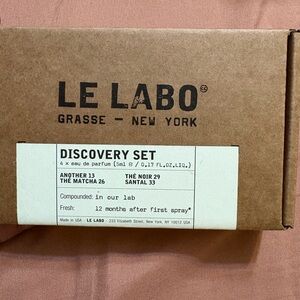 LE LABO
GRASSE – NEW YORK
DISCOVERY SET
4 x eau de parfum (5ml ℮ / 0.17 FL.OZ.LIQ.)
ANOTHER 13 THÉ NOIR 29
THÉ MATCHA 26 SANTAL 33
Compounded: in our lab
Fresh: 12 months after first spray*
Made in USA LE LABO - 233 Elizabeth Street, New York, NY 10012 USA